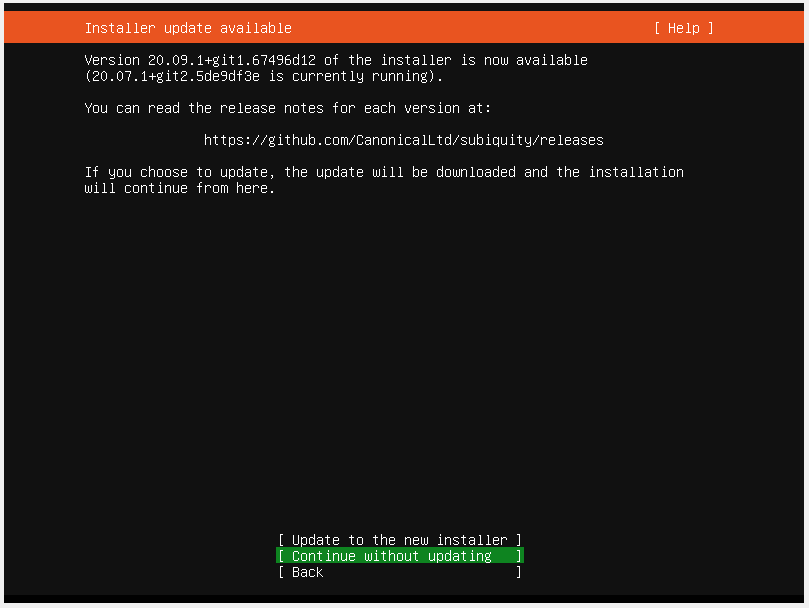 Installer update available [ Help ]
Version 20.09.1+git1.67496d12 of the installer is now available
(20.07.1+git2.5de9df3e is currently running).
You can read the release notes for each version at:
https://github.com/CanonicalLtd/subiquity/releases
If you choose to update, the update will be downloaded and the installation
will continue from here.
[ Update to the new installer ]
[ Continue without updating ]
[ Back ]